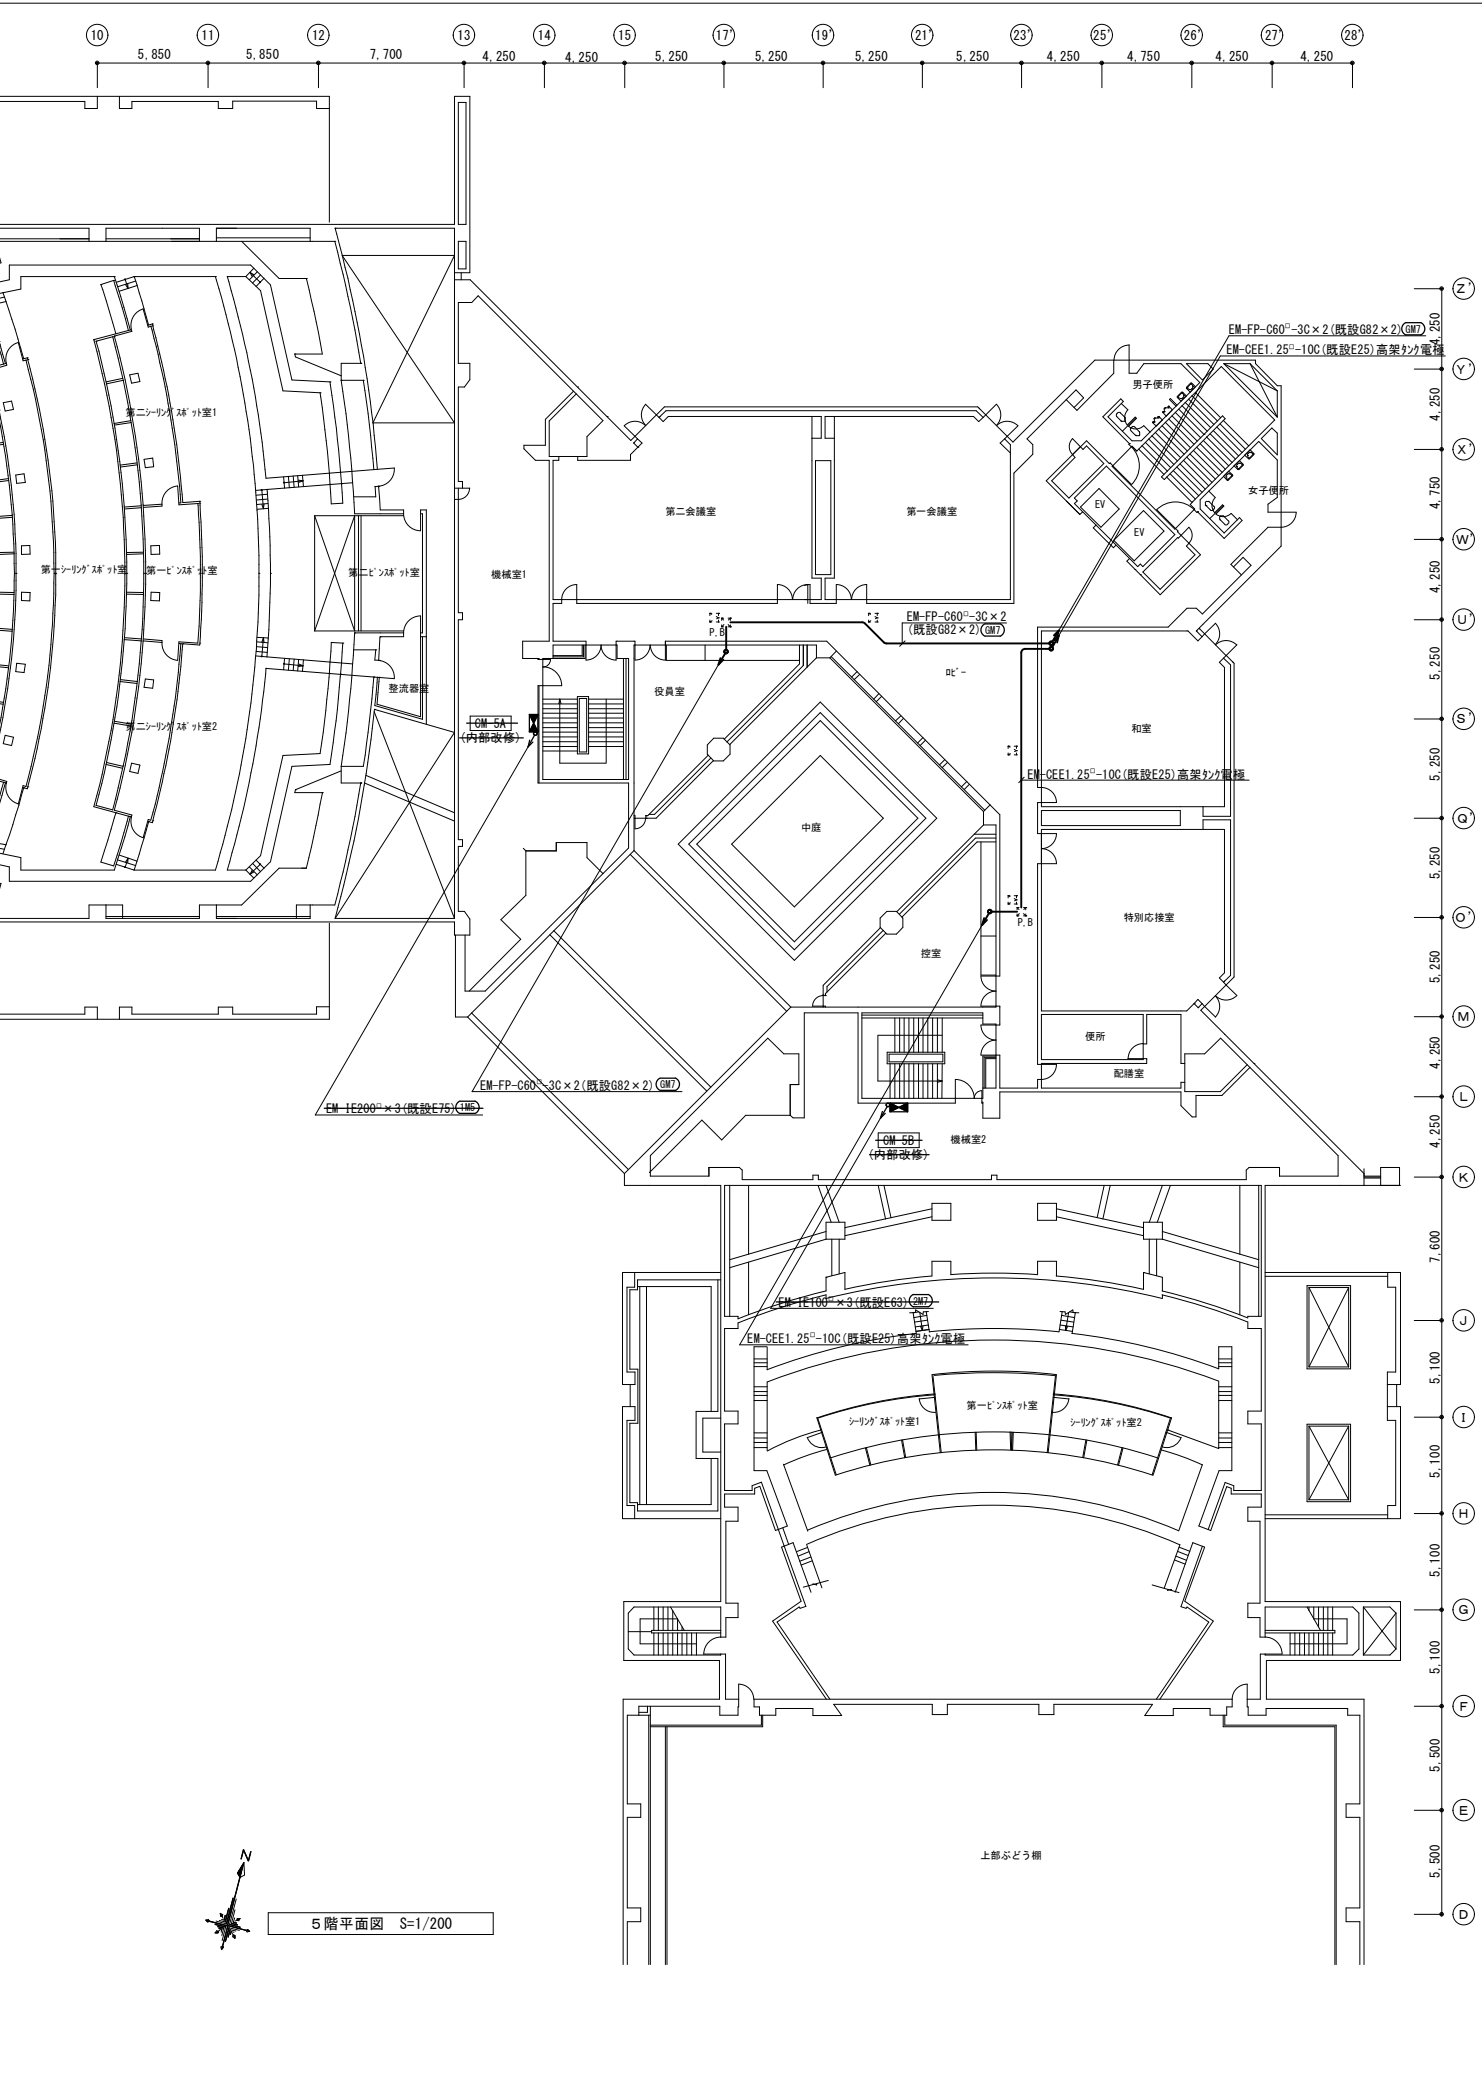 10 11 12 13 14 15 17' 19' 21' 23' 25' 26' 27' 28'
5,850 5,850 7,700 4,250 4,250 5,250 5,250 5,250 5,250 4,250 4,750 4,250 4,250
Z'
4,250
EM-FP-C60□-3C×2(既設G82×2) GM7
EM-CEE1.25□-10C(既設E25)高架タンク電極
Y'
男子便所
4,250
第二シーリングスポット室1
X'
4,750
女子便所
第二会議室
第一会議室
EV
EV
W'
第一シーリングスポット室
第一ピンスポット室
第二ピンスポット室
機械室1
4,250
EM-FP-C60□-3C×2
(既設G82×2) GM7
U'
P.B
ロビー
5,250
整流器室
役員室
第二シーリングスポット室2
OM-5A
(内部改修)
和室
S'
EM-CEE1.25□-10C(既設E25)高架タンク電極
5,250
中庭
Q'
5,250
特別応接室
O'
P.B
控室
5,250
M
便所
4,250
配膳室
EM-FP-C60□-3C×2(既設G82×2) GM7
EM-IE200□×3(既設E75) 1M5
L
OM-5B
(内部改修)
機械室2
4,250
K
7,600
EM-IE100□×3(既設E63) 2M7
EM-CEE1.25□-10C(既設E25)高架タンク電極
J
5,100
シーリングスポット室1
第一ピンスポット室
シーリングスポット室2
I
5,100
H
5,100
G
5,100
F
5,500
E
上部ぶどう棚
5,500
N
5階平面図 S=1/200
D